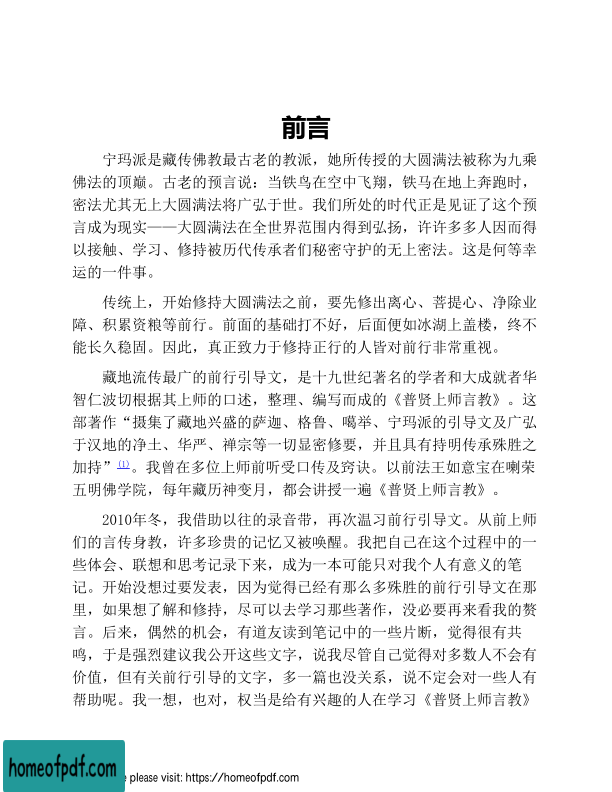 前言
宁玛派是藏传佛教最古老的教派，她所传授的大圆满法被称为九乘
佛法的顶巅。古老的预言说：当铁鸟在空中飞翔，铁马在地上奔跑时，
密法尤其无上大圆满法将广弘于世。我们所处的时代正是见证了这个预
言成为现实——大圆满法在全世界范围内得到弘扬，许许多多人因而得
以接触、学习、修持被历代传承者们秘密守护的无上密法。这是何等幸
运的一件事。
传统上，开始修持大圆满法之前，要先修出离心、菩提心、净除业
障、积累资粮等前行。前面的基础打不好，后面便如冰湖上盖楼，终不
能长久稳固。因此，真正致力于修持正行的人皆对前行非常重视。
藏地流传最广的前行引导文，是十九世纪著名的学者和大成就者华
智仁波切根据其上师的口述，整理、编写而成的《普贤上师言教》。这
部著作“摄集了藏地兴盛的萨迦、格鲁、噶举、宁玛派的引导文及广弘
于汉地的净土、华严、禅宗等一切显密修要，并且具有持明传承殊胜之
加持”(1)。我曾在多位上师前听受口传及窍诀。以前法王如意宝在喇荣
五明佛学院，每年藏历神变月，都会讲授一遍《普贤上师言教》。
2010年冬，我借助以往的录音带，再次温习前行引导文。从前上师
们的言传身教，许多珍贵的记忆又被唤醒。我把自己在这个过程中的一
些体会、联想和思考记录下来，成为一本可能只对我个人有意义的笔
记。开始没想过要发表，因为觉得已经有那么多殊胜的前行引导文在那
里，如果想了解和修持，尽可以去学习那些著作，没必要再来看我的赘
言。后来，偶然的机会，有道友读到笔记中的一些片断，觉得很有共
鸣，于是强烈建议我公开这些文字，说我尽管自己觉得对多数人不会有
价值，但有关前行引导的文字，多一篇也没关系，说不定会对一些人有
帮助呢。我一想，也对，权当是给有兴趣的人在学习《普贤上师言教》
homeofpdf.com
e please visit: https://homeofpdf.com